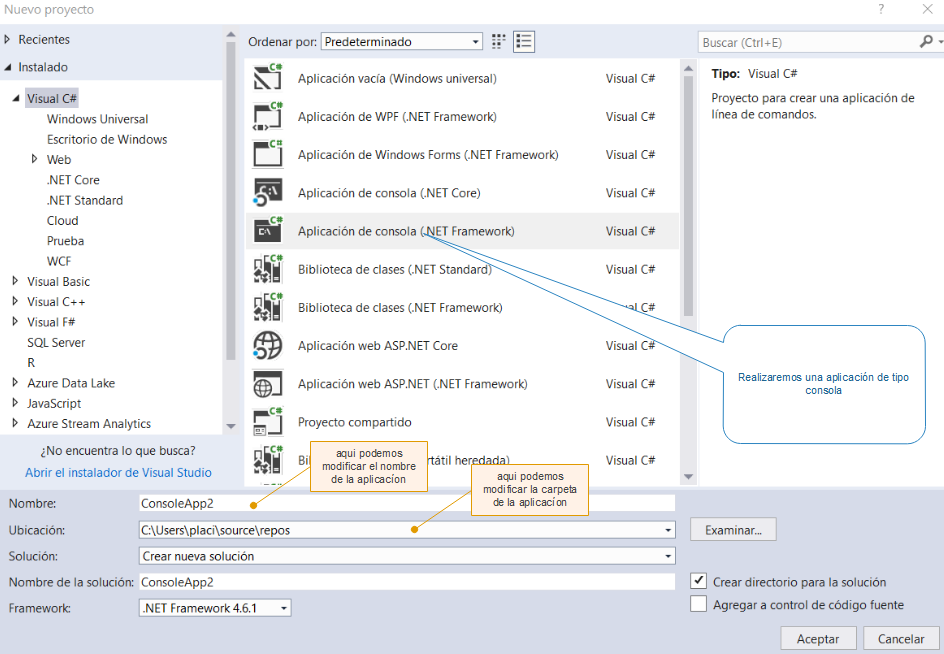 Nuevo proyecto
?
Recientes
Instalado
Visual C#
Windows Universal
Escritorio de Windows
Web
.NET Core
.NET Standard
Cloud
Prueba
WCF
Visual Basic
Visual C++
Visual F#
SQL Server
R
Azure Data Lake
JavaScript
Azure Stream Analytics
¿No encuentra lo que busca?
Abrir el instalador de Visual Studio
Ordenar por: Predeterminado
Aplicación vacía (Windows universal) Visual C#
Aplicación de WPF (.NET Framework) Visual C#
Aplicación de Windows Forms (.NET Framework) Visual C#
Aplicación de consola (.NET Core) Visual C#
Aplicación de consola (.NET Framework) Visual C#
Biblioteca de clases (.NET Standard) Visual C#
Biblioteca de clases (.NET Framework) Visual C#
Aplicación web ASP.NET Core Visual C#
Aplicación web ASP.NET (.NET Framework) Visual C#
Proyecto compartido Visual C#
heredada) Visual C#
Buscar (Ctrl+E)
Tipo: Visual C#
Proyecto para crear una aplicación de
línea de comandos.
Realizaremos una aplicación de tipo
consola
aqui podemos
modificar el nombre
de la aplicacíon
aqui podemos
modificar la carpeta
de la aplicacíon
Nombre: ConsoleApp2
Ubicación: C:\Users\placi\source\repos
Examinar...
Solución: Crear nueva solución
Nombre de la solución: ConsoleApp2
Crear directorio para la solución
Framework: .NET Framework 4.6.1
Agregar a control de código fuente
Aceptar Cancelar